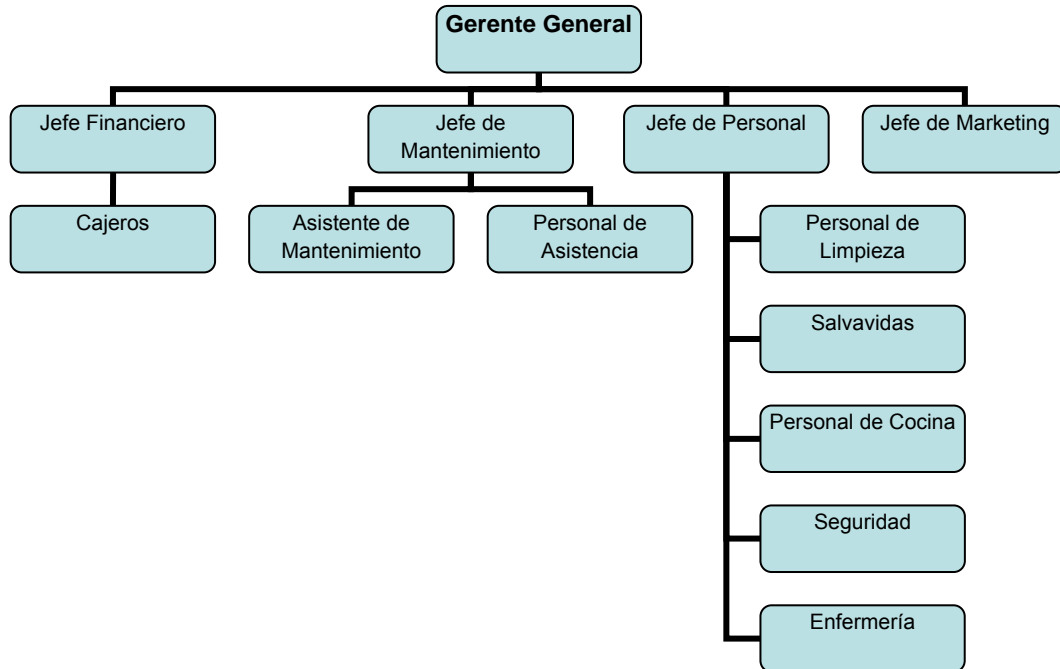 Gerente General
Jefe Financiero
Jefe de
Mantenimiento
Jefe de Personal
Jefe de Marketing
Cajeros
Asistente de
Mantenimiento
Personal de
Asistencia
Personal de
Limpieza
Salvavidas
Personal de Cocina
Seguridad
Enfermería